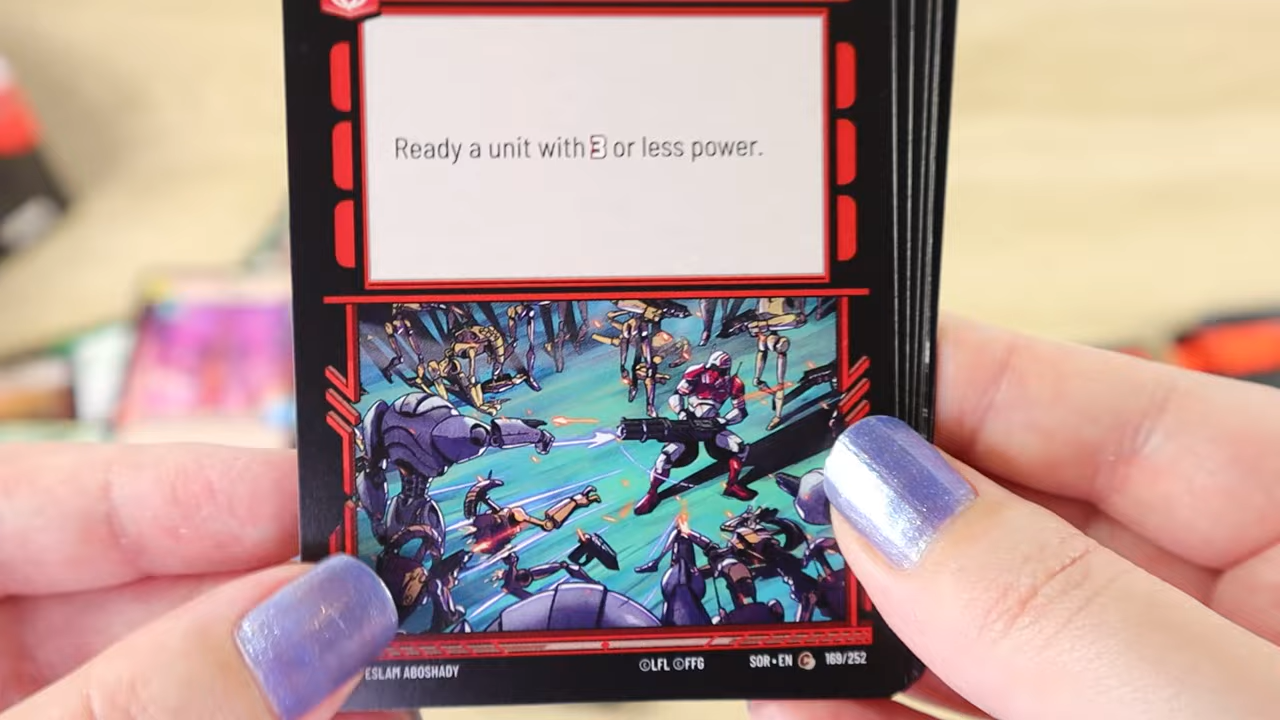 Ready a unit with 3 or less power.
ESLAM ABOSHADY ©LFL ©FFG SOR • EN C 169/252